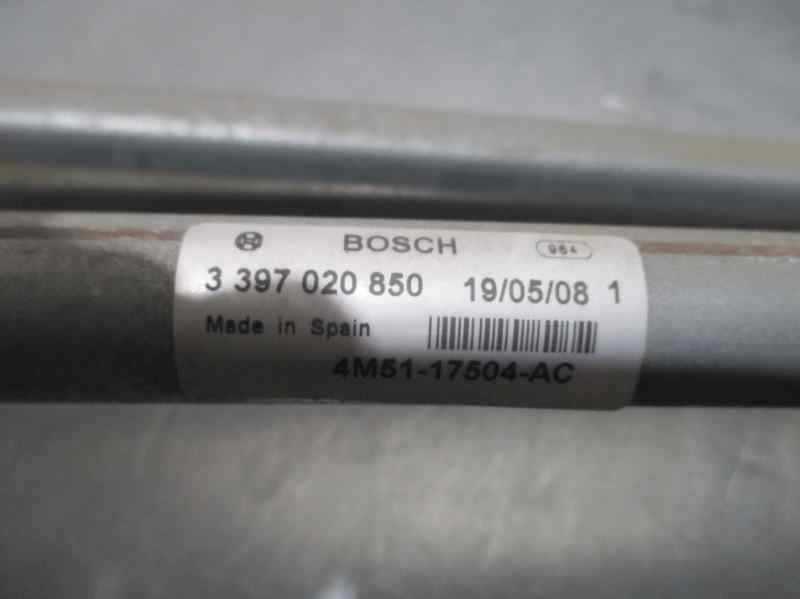 BOSCH 964
3 397 020 850 19/05/08 1
Made in Spain
4M51-17504-AC